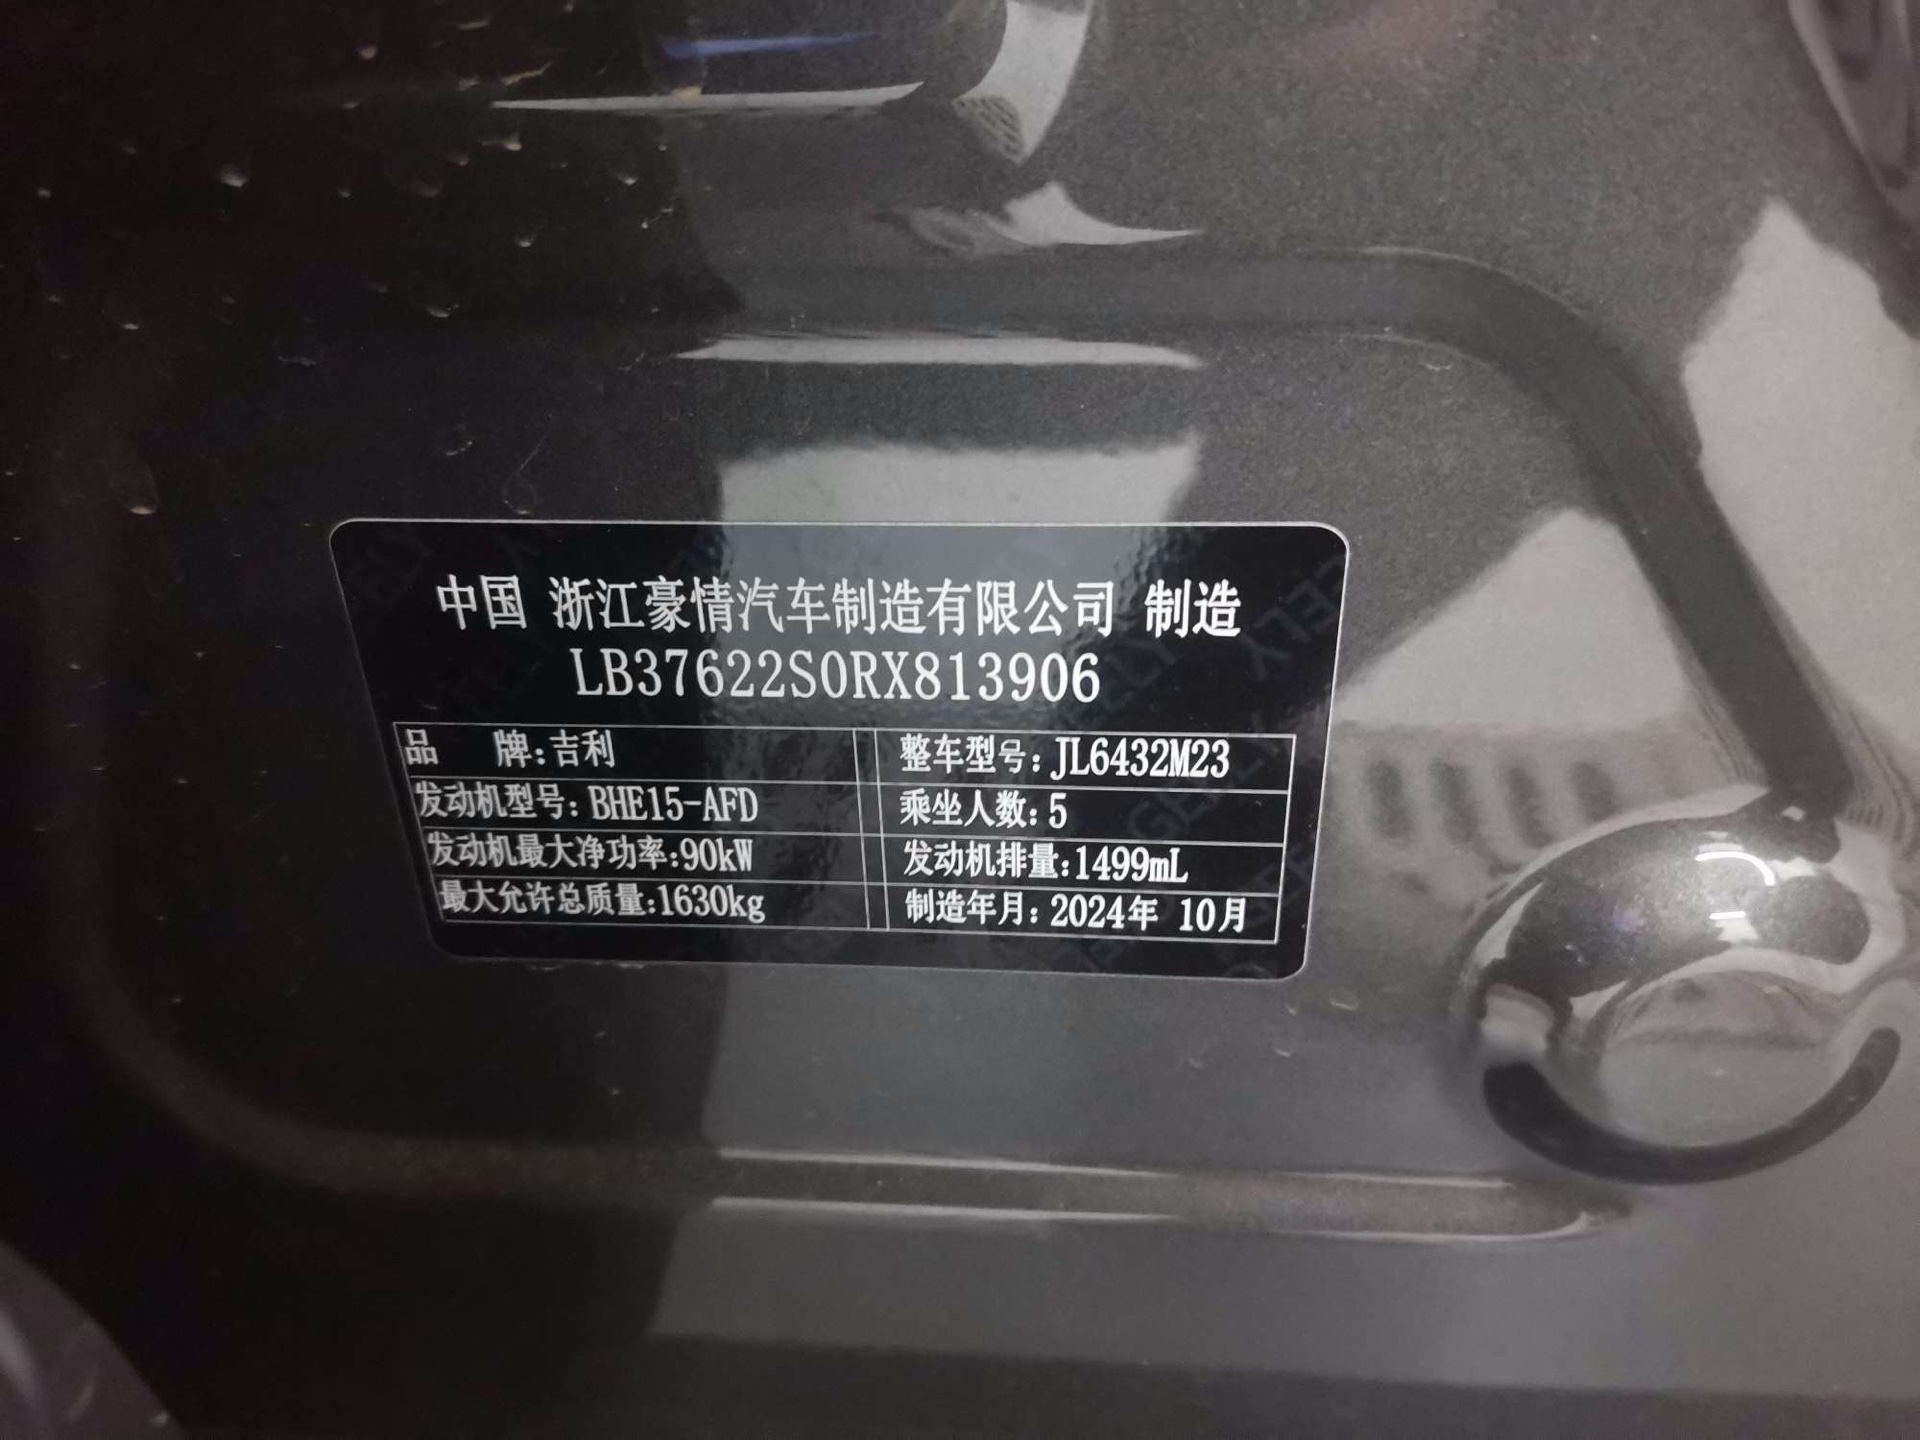 中国 浙江豪情汽车制造有限公司 制造
LB37622S0RX813906
品 牌:吉利 整车型号:JL6432M23
发动机型号:BHE15-AFD 乘坐人数:5
发动机最大净功率:90kW 发动机排量:1499mL
最大允许总质量:1630kg 制造年月:2024年 10月